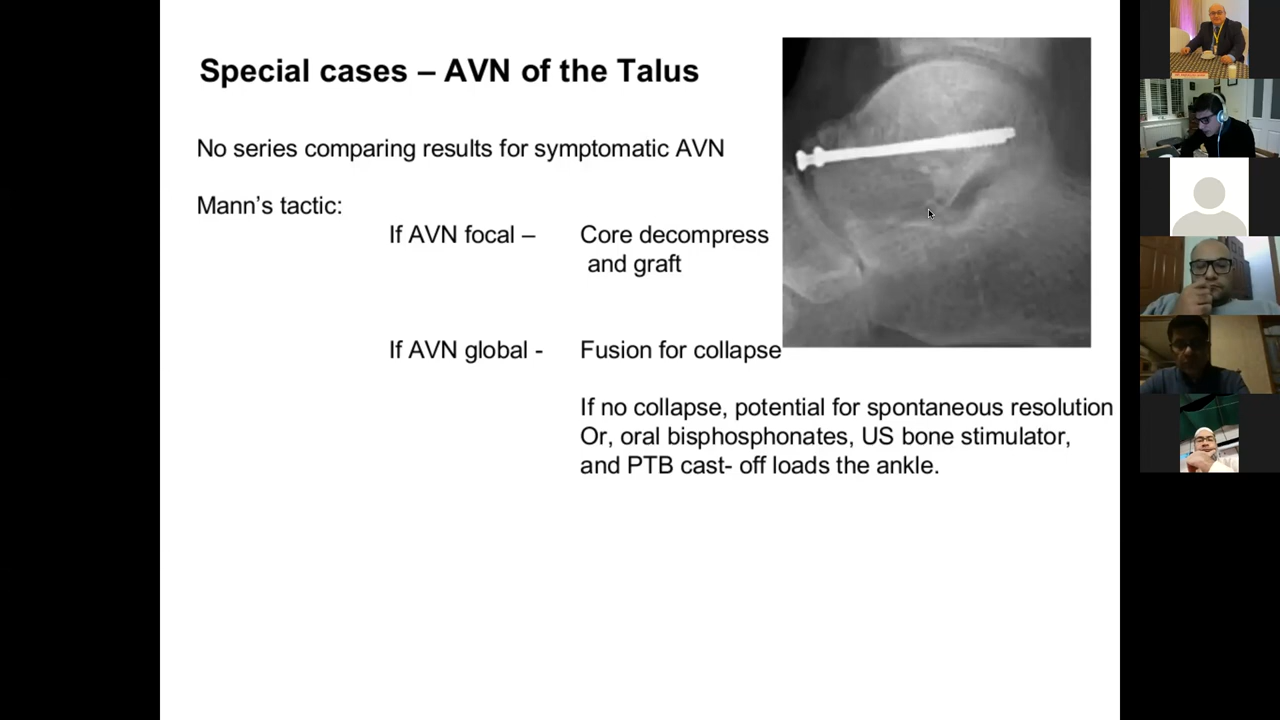 Special cases – AVN of the Talus
No series comparing results for symptomatic AVN
Mann's tactic:
If AVN focal – Core decompress
and graft
If AVN global - Fusion for collapse
If no collapse, potential for spontaneous resolution
Or, oral bisphosphonates, US bone stimulator,
and PTB cast- off loads the ankle.